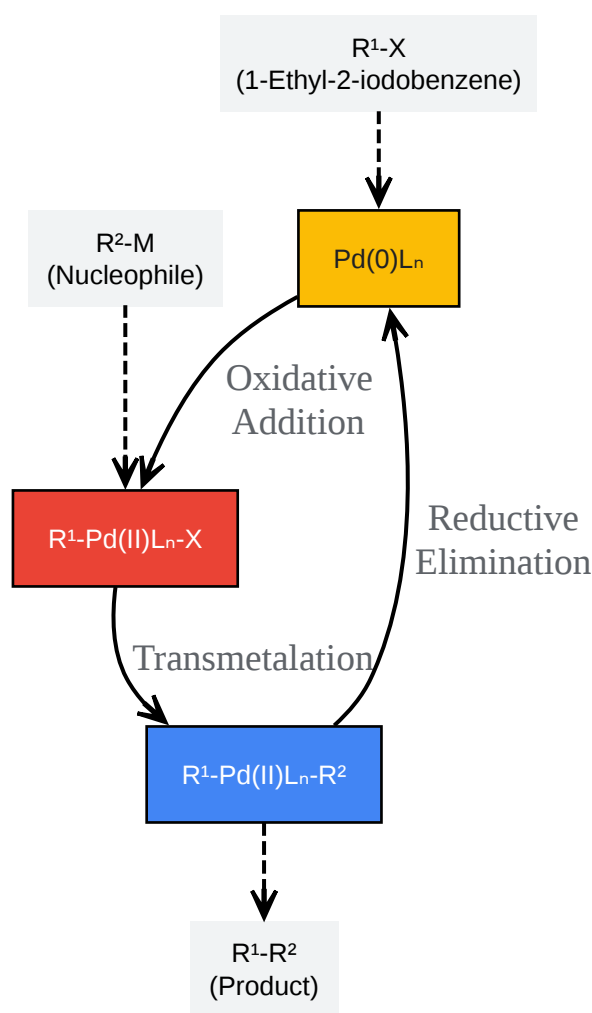 R¹-X
(1-Ethyl-2-iodobenzene)
R²-M
(Nucleophile)
Pd(0)Lₙ
Oxidative
Addition
R¹-Pd(II)Lₙ-X
Reductive
Elimination
Transmetalation
R¹-Pd(II)Lₙ-R²
R¹-R²
(Product)